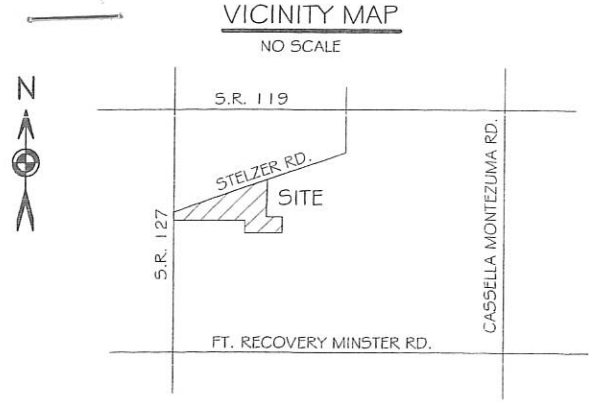 VICINITY MAP
NO SCALE
N
S.R. 119
STELZER RD.
SITE
S.R. 127
CASSELLA MONTEZUMA RD.
FT. RECOVERY MINSTER RD.